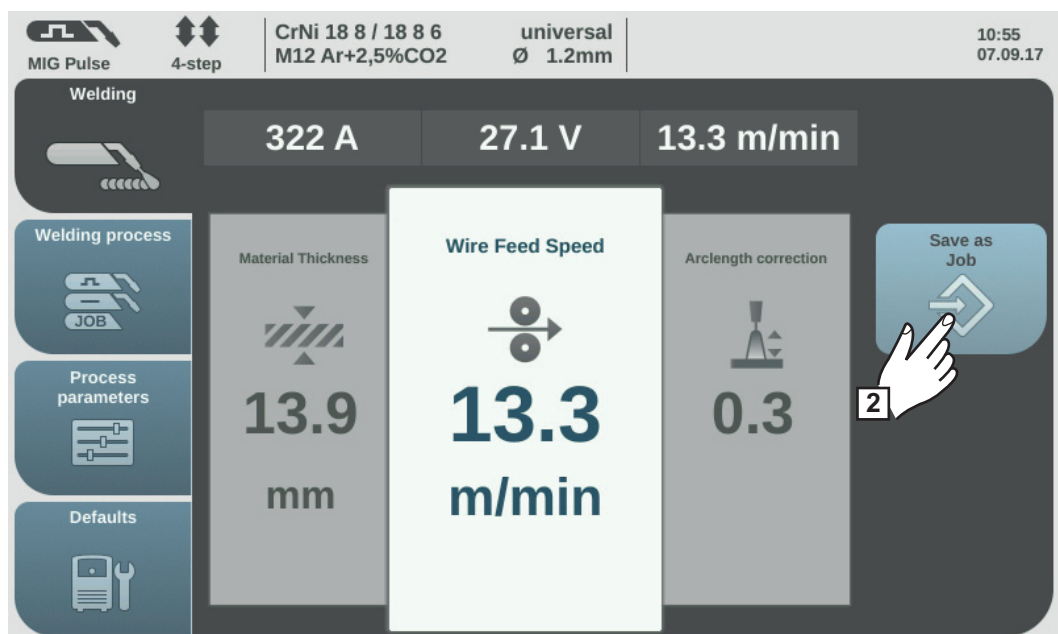 MIG Pulse
4-step
CrNi 18 8 / 18 8 6 universal
M12 Ar+2,5%CO2 Ø 1.2mm
10:55
07.09.17
Welding
322 A 27.1 V 13.3 m/min
Welding process
JOB
Process
parameters
Defaults
Material Thickness
13.9
mm
Wire Feed Speed
13.3
m/min
Arclength correction
0.3
Save as
Job
2